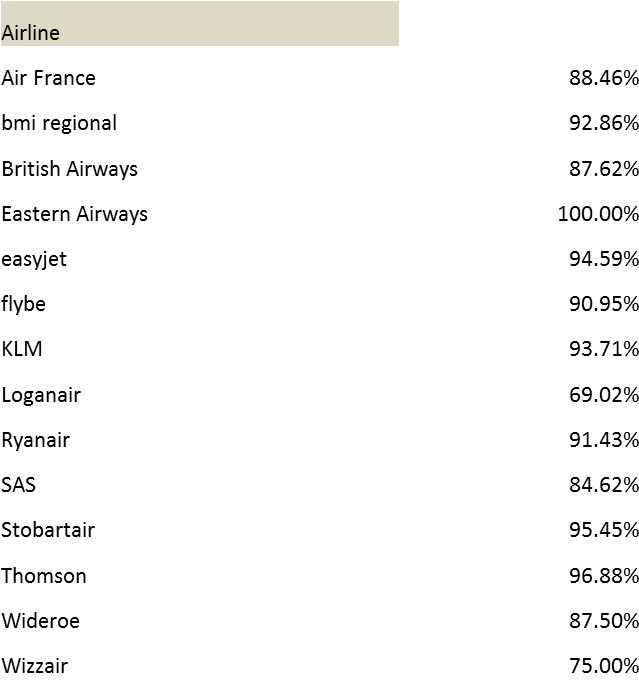 Airline
Air France 88.46%
bmi regional 92.86%
British Airways 87.62%
Eastern Airways 100.00%
easyjet 94.59%
flybe 90.95%
KLM 93.71%
Loganair 69.02%
Ryanair 91.43%
SAS 84.62%
Stobartair 95.45%
Thomson 96.88%
Wideroe 87.50%
Wizzair 75.00%